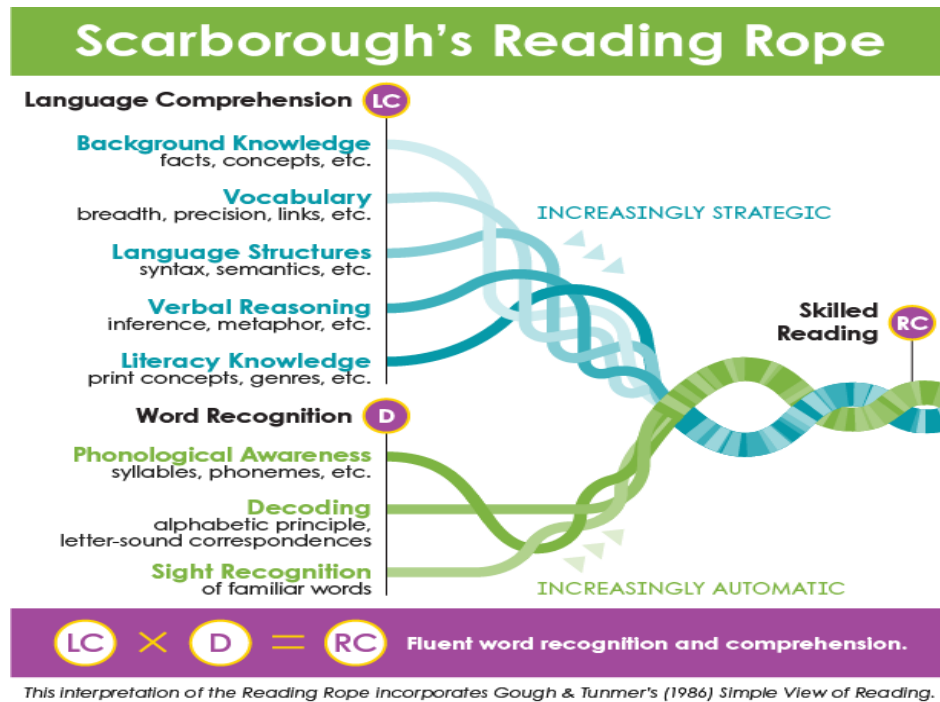 Scarborough's Reading Rope
Language Comprehension LC
Background Knowledge
facts, concepts, etc.
Vocabulary
breadth, precision, links, etc.
INCREASINGLY STRATEGIC
Language Structures
syntax, semantics, etc.
Verbal Reasoning
inference, metaphor, etc.
Literacy Knowledge
print concepts, genres, etc.
Skilled
Reading RC
Word Recognition D
Phonological Awareness
syllables, phonemes, etc.
Decoding
alphabetic principle,
letter-sound correspondences
Sight Recognition
of familiar words
INCREASINGLY AUTOMATIC
LC × D = RC Fluent word recognition and comprehension.
This interpretation of the Reading Rope incorporates Gough & Tunmer's (1986) Simple View of Reading.